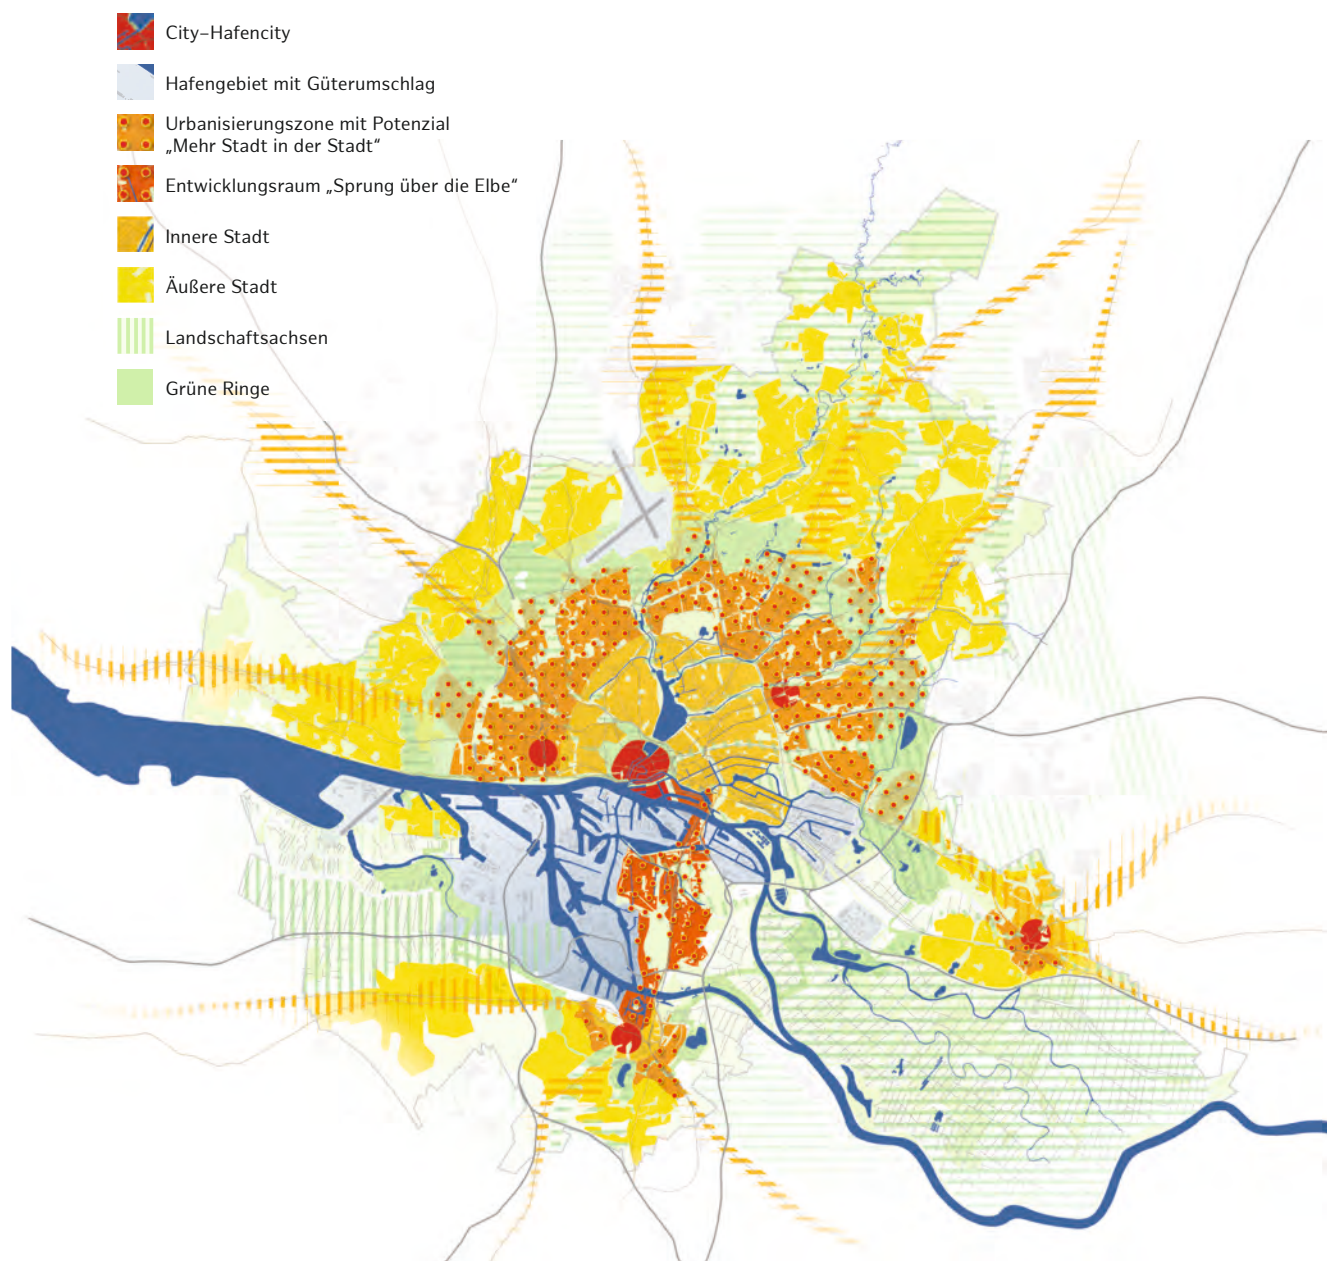 City–Hafencity
Hafengebiet mit Güterumschlag
Urbanisierungszone mit Potenzial
„Mehr Stadt in der Stadt“
Entwicklungsraum „Sprung über die Elbe“
Innere Stadt
Äußere Stadt
Landschaftsachsen
Grüne Ringe